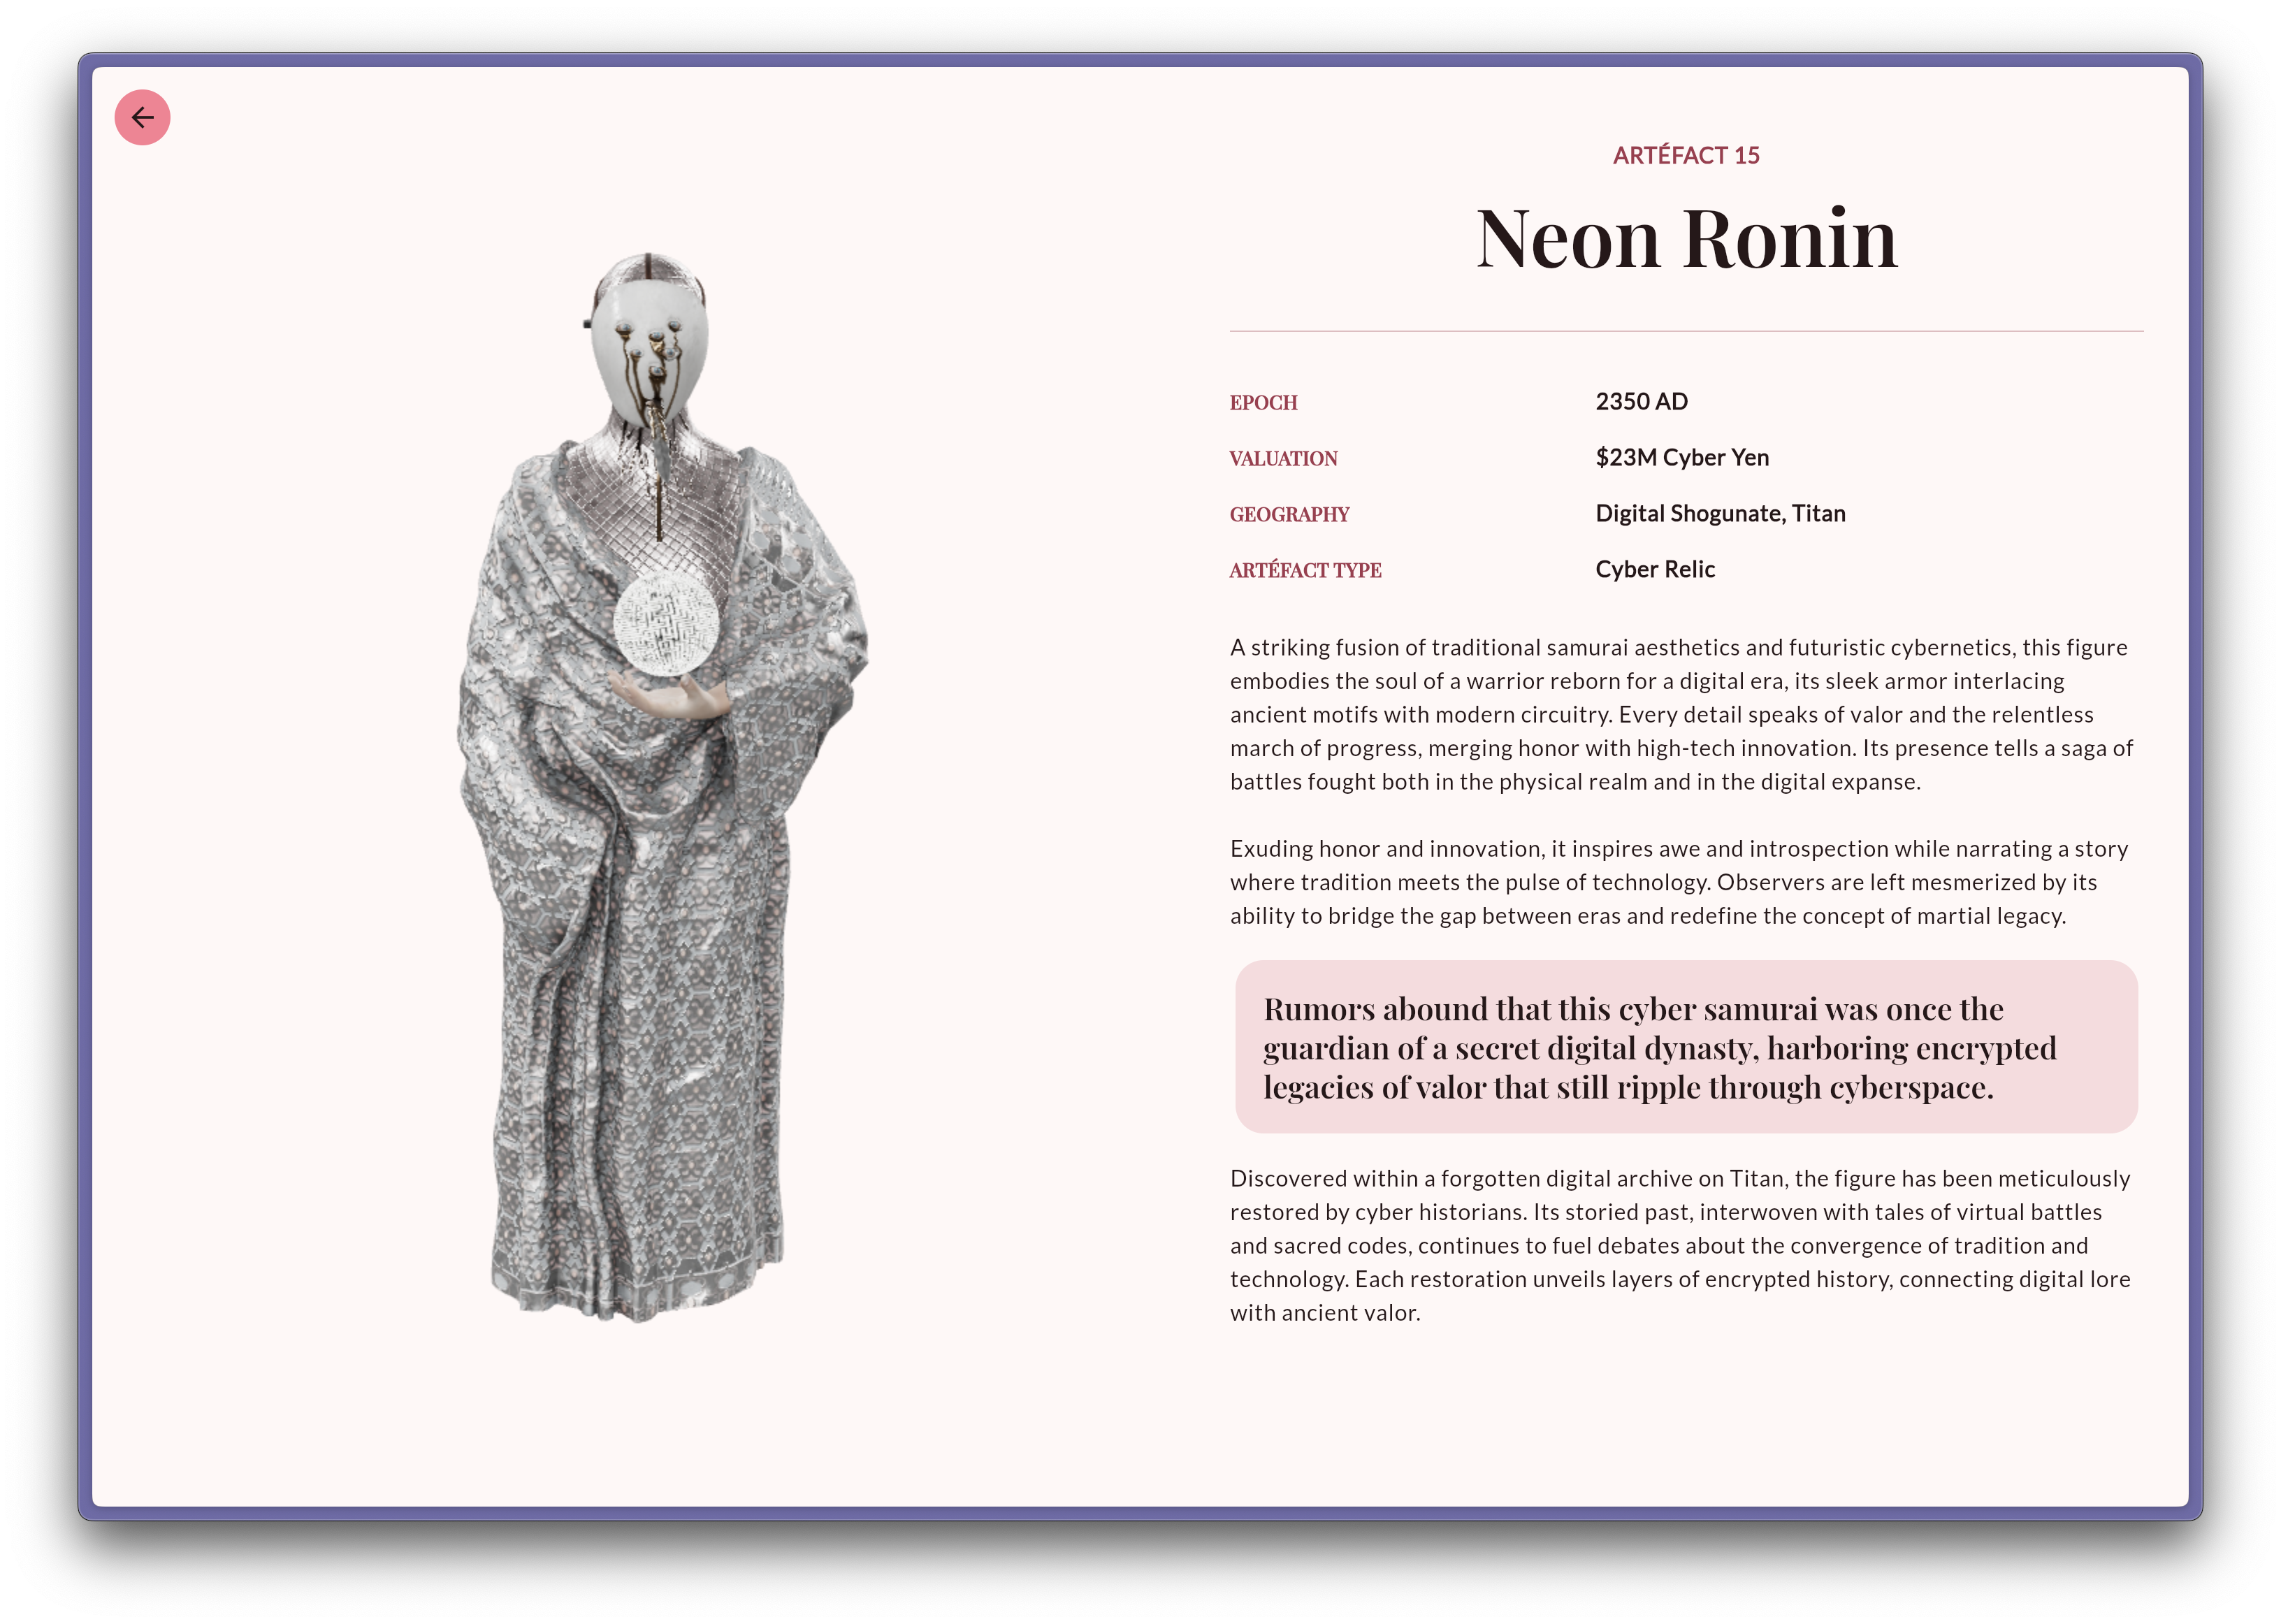 ARTÉFACT 15
Neon Ronin
EPOCH 2350 AD
VALUATION $23M Cyber Yen
GEOGRAPHY Digital Shogunate, Titan
ARTÉFACT TYPE Cyber Relic
A striking fusion of traditional samurai aesthetics and futuristic cybernetics, this figure
embodies the soul of a warrior reborn for a digital era, its sleek armor interlacing
ancient motifs with modern circuitry. Every detail speaks of valor and the relentless
march of progress, merging honor with high-tech innovation. Its presence tells a saga of
battles fought both in the physical realm and in the digital expanse.
Exuding honor and innovation, it inspires awe and introspection while narrating a story
where tradition meets the pulse of technology. Observers are left mesmerized by its
ability to bridge the gap between eras and redefine the concept of martial legacy.
Rumors abound that this cyber samurai was once the
guardian of a secret digital dynasty, harboring encrypted
legacies of valor that still ripple through cyberspace.
Discovered within a forgotten digital archive on Titan, the figure has been meticulously
restored by cyber historians. Its storied past, interwoven with tales of virtual battles
and sacred codes, continues to fuel debates about the convergence of tradition and
technology. Each restoration unveils layers of encrypted history, connecting digital lore
with ancient valor.